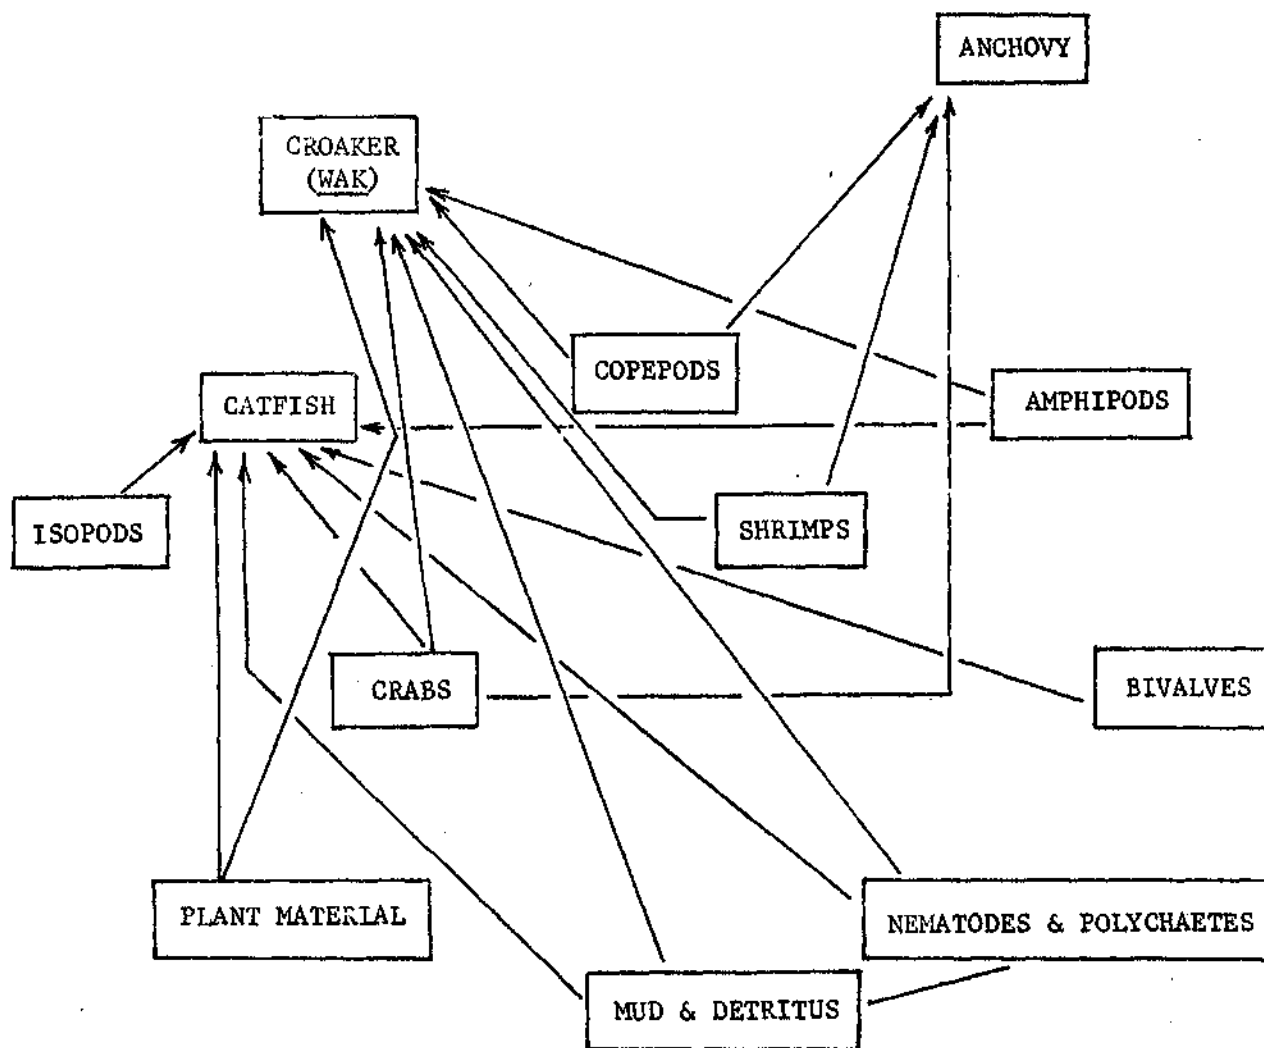 ANCHOVY
CROAKER
(WAK)
COPEPODS
CATFISH
AMPHIPODS
ISOPODS
SHRIMPS
CRABS
BIVALVES
PLANT MATERIAL
NEMATODES & POLYCHAETES
MUD & DETRITUS